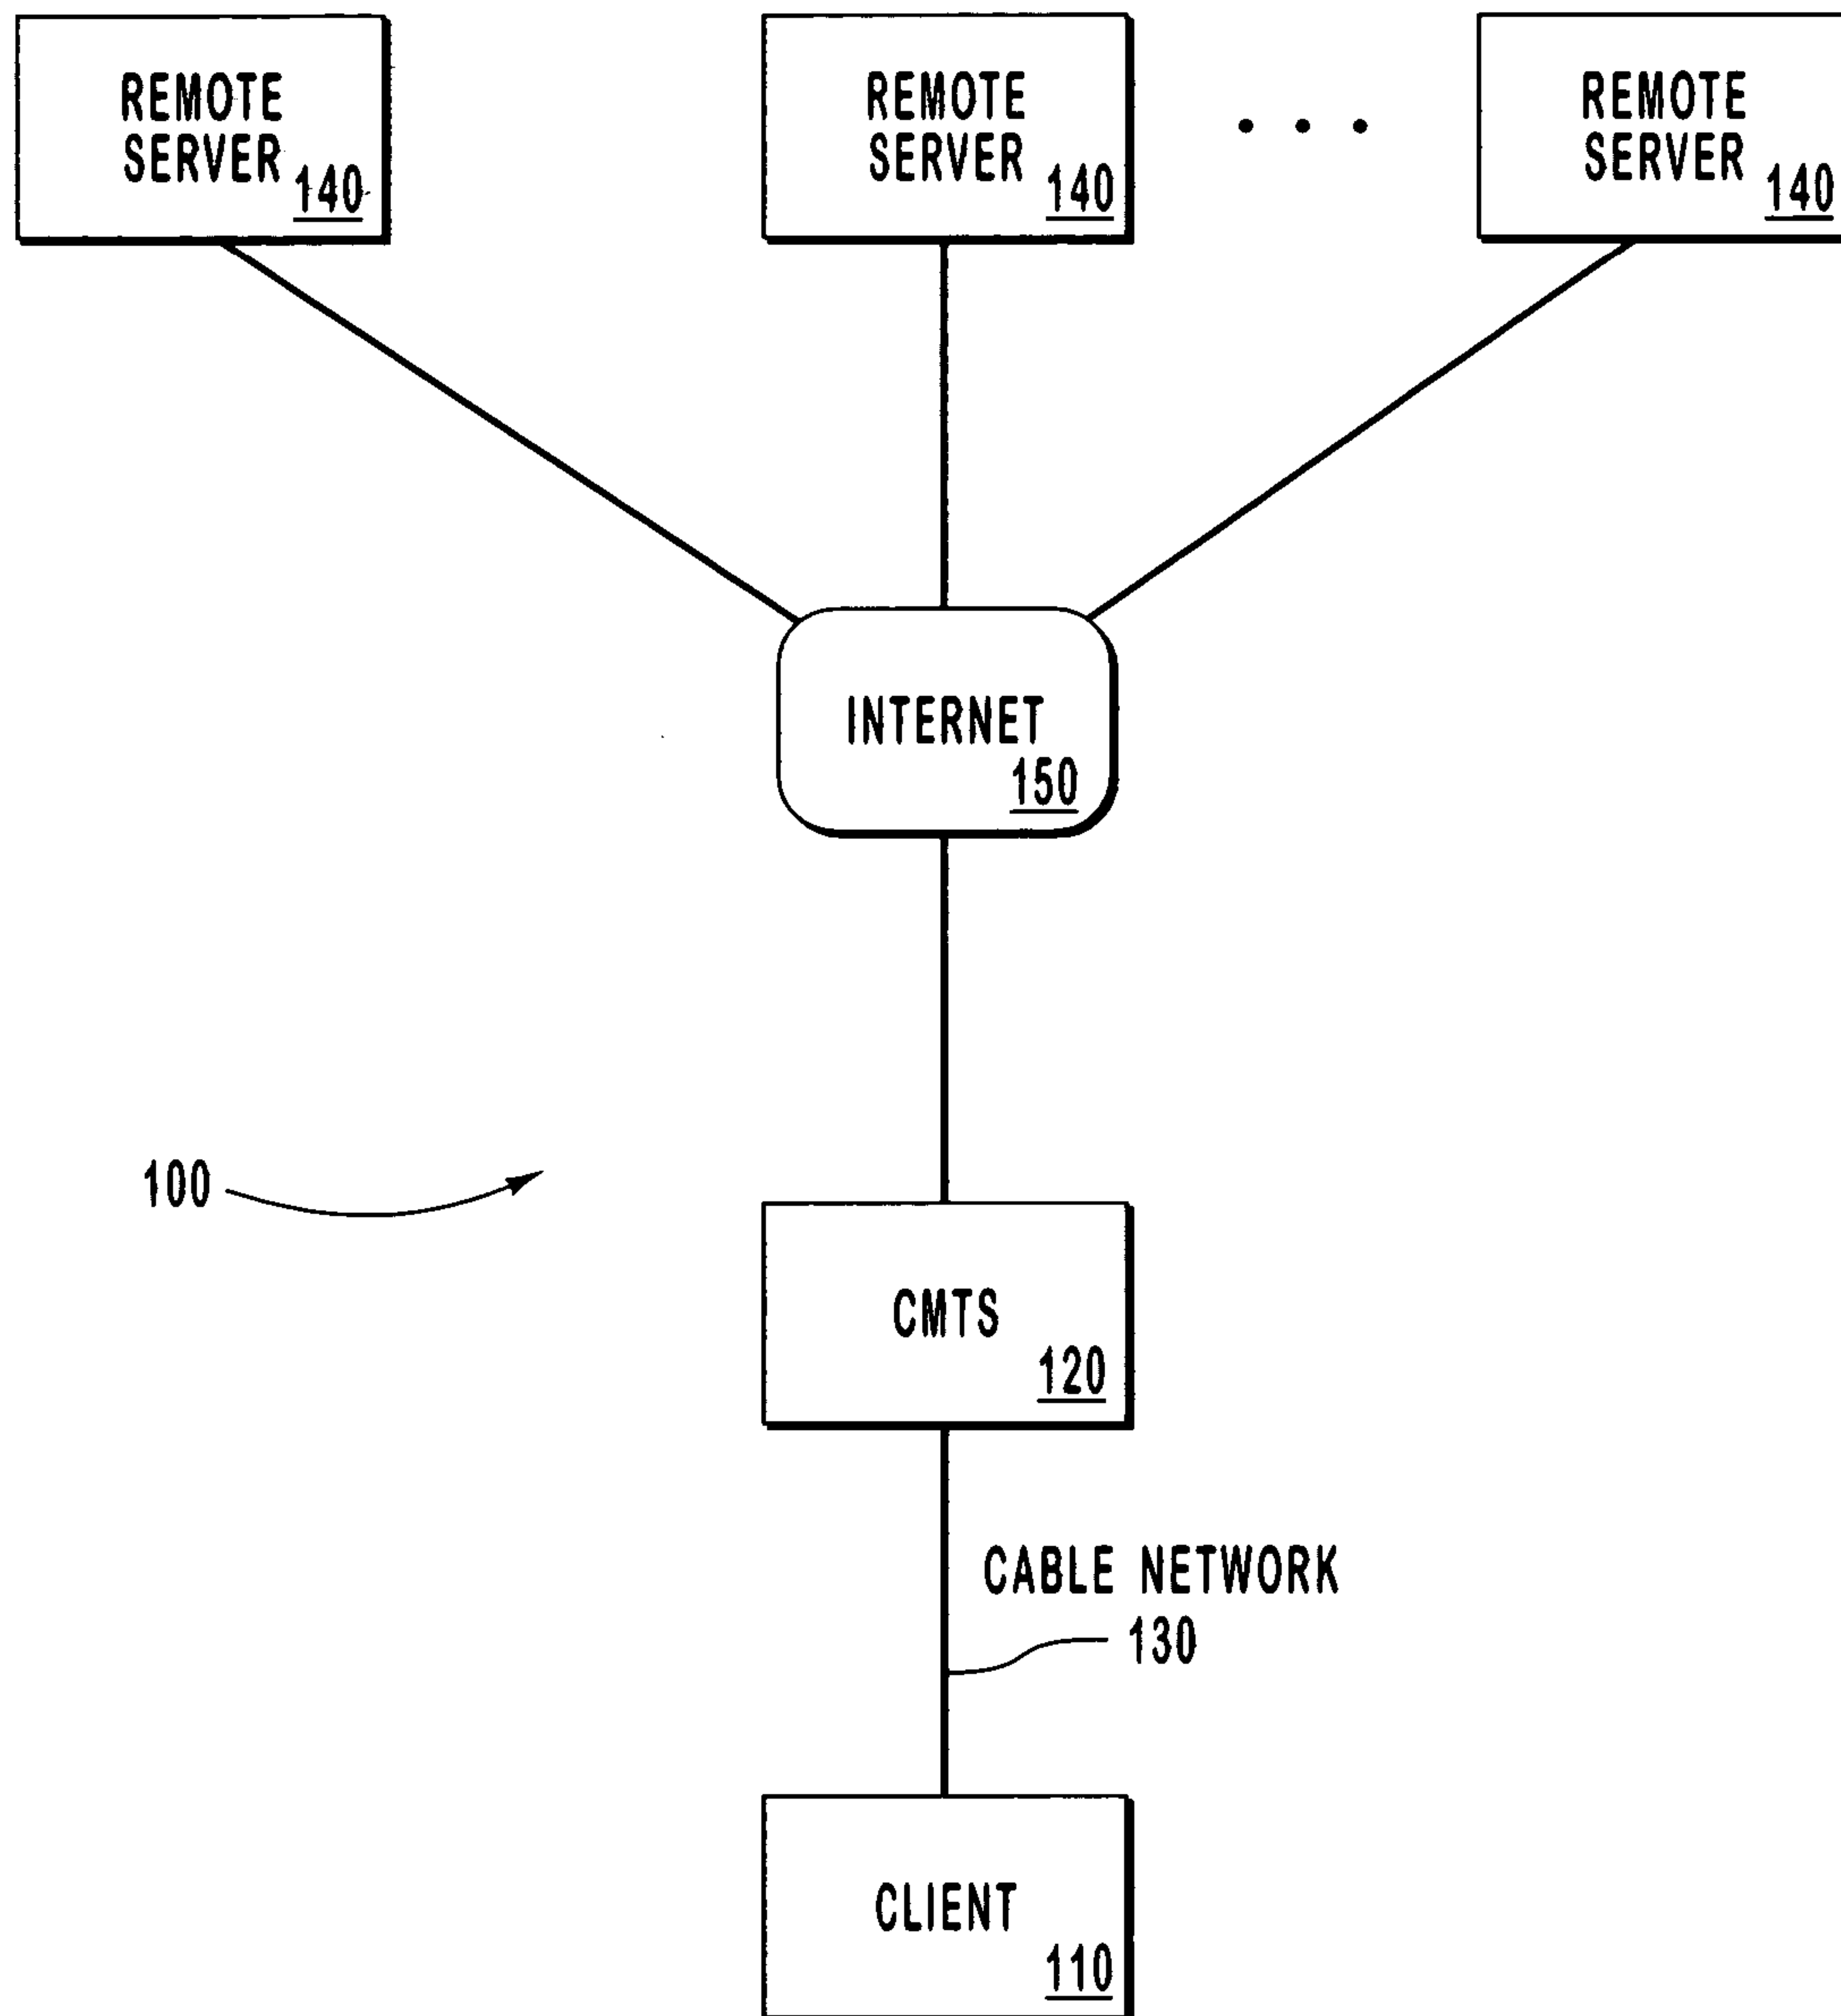 REMOTE
SERVER
140
REMOTE
SERVER
140
. . .
REMOTE
SERVER
140
INTERNET
150
100
CMTS
120
CABLE NETWORK
130
CLIENT
110